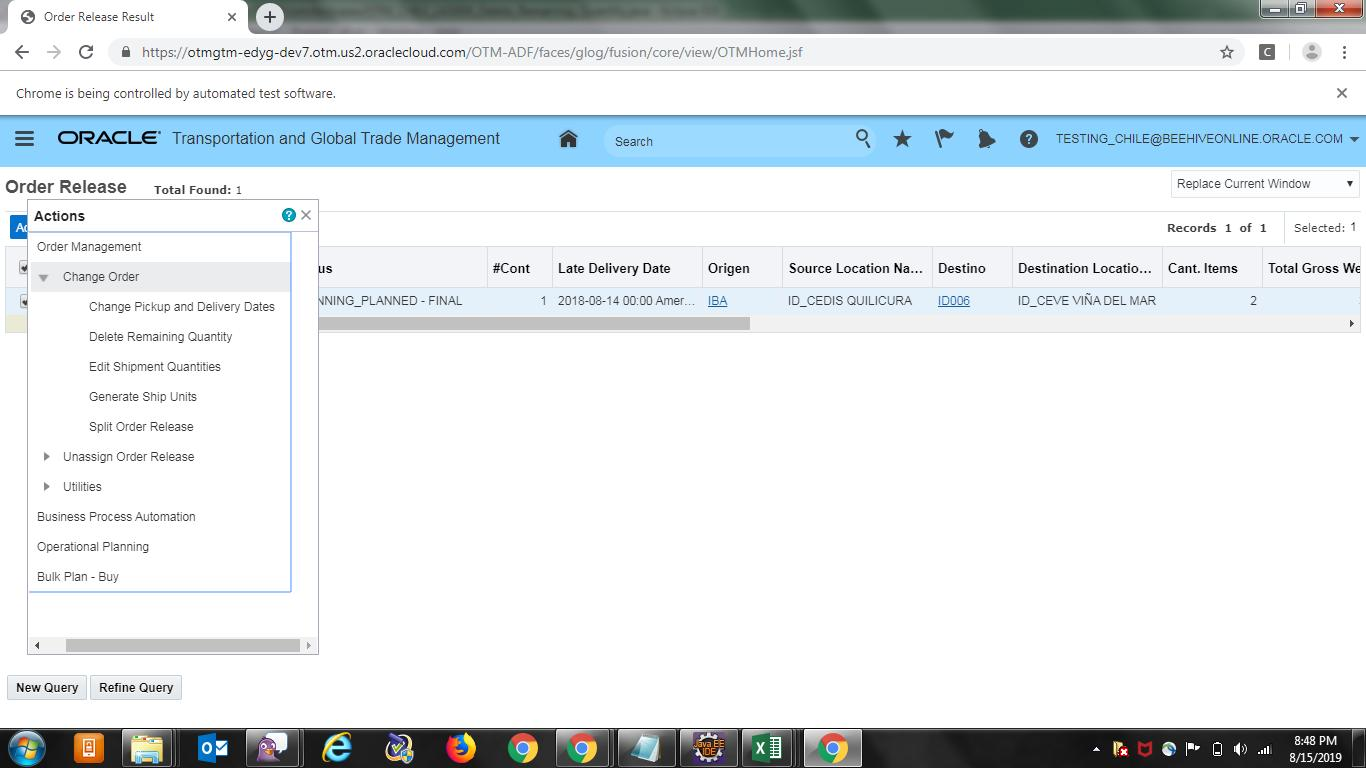 Order Release Result
https://otmgtm-edyg-dev7.otm.us2.oraclecloud.com/OTM-ADF/faces/glog/fusion/core/view/OTMHome.jsf
C
Chrome is being controlled by automated test software.
ORACLE Transportation and Global Trade Management
Search
TESTING_CHILE@BEEHIVEONLINE.ORACLE.COM
Order Release
Total Found: 1
Replace Current Window
Actions
Records 1 of 1
Selected: 1
#Cont Late Delivery Date Origen Source Location Na... Destino Destination Locatio... Cant. Items Total Gross We
NNING_PLANNED - FINAL 1 2018-08-14 00:00 Amer... IBA ID_CEDIS QUILICURA ID006 ID_CEVE VIÑA DEL MAR 2
Order Management
Change Order
Change Pickup and Delivery Dates
Delete Remaining Quantity
Edit Shipment Quantities
Generate Ship Units
Split Order Release
Unassign Order Release
Utilities
Business Process Automation
Operational Planning
Bulk Plan - Buy
New Query Refine Query
Java EE
IDE
8:48 PM
8/15/2019